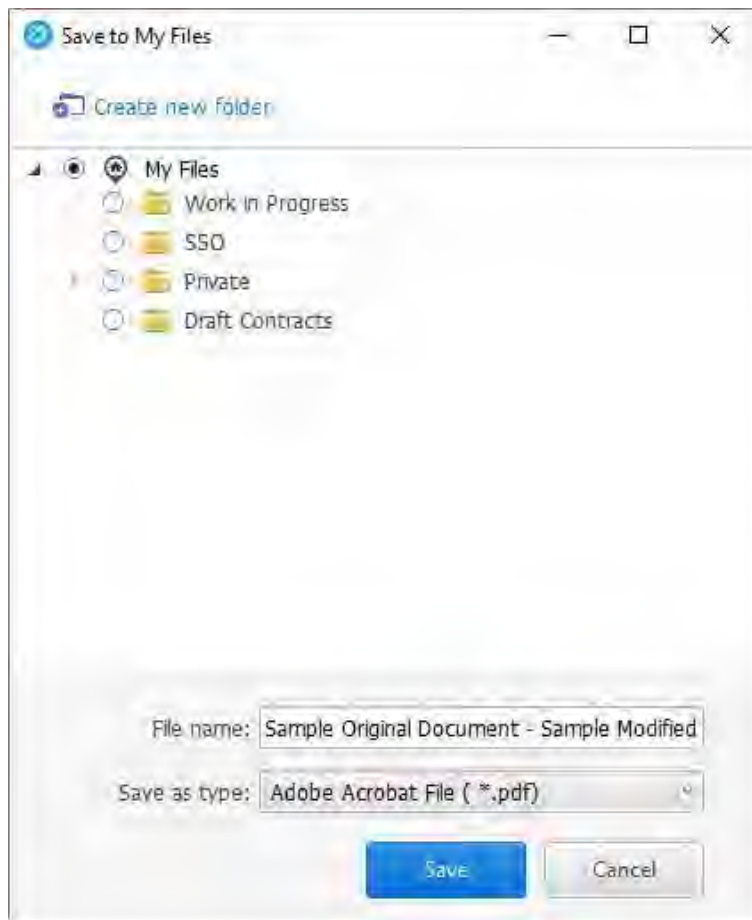 Save to My Files
Create new folder
My Files
Work in Progress
SSO
Private
Draft Contracts
File name: Sample Original Document - Sample Modified
Save as type: Adobe Acrobat File ( *.pdf)
Save Cancel